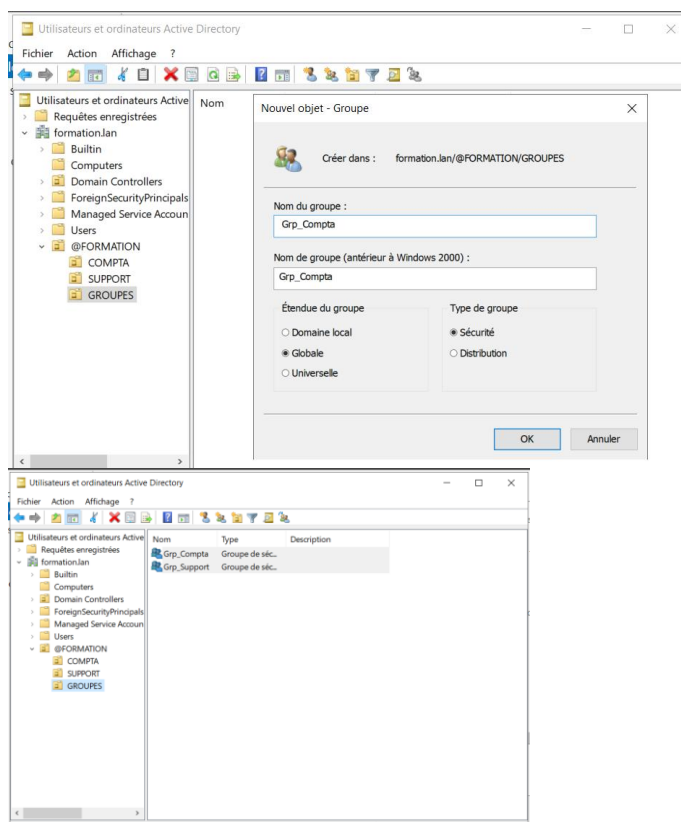 Utilisateurs et ordinateurs Active Directory
Fichier Action Affichage ?
Utilisateurs et ordinateurs Active
Requêtes enregistrées
formation.lan
Builtin
Computers
Domain Controllers
ForeignSecurityPrincipals
Managed Service Accoun
Users
@FORMATION
COMPTA
SUPPORT
GROUPES
Nom
Nouvel objet - Groupe
Créer dans : formation.lan/@FORMATION/GROUPES
Nom du groupe :
Grp_Compta
Nom de groupe (antérieur à Windows 2000) :
Grp_Compta
Étendue du groupe
Domaine local
Globale
Universelle
Type de groupe
Sécurité
Distribution
OK Annuler
Utilisateurs et ordinateurs Active Directory
Fichier Action Affichage ?
Utilisateurs et ordinateurs Active
Requêtes enregistrées
formation.lan
Builtin
Computers
Domain Controllers
ForeignSecurityPrincipals
Managed Service Accoun
Users
@FORMATION
COMPTA
SUPPORT
GROUPES
Nom Type Description
Grp_Compta Groupe de séc...
Grp_Support Groupe de séc...